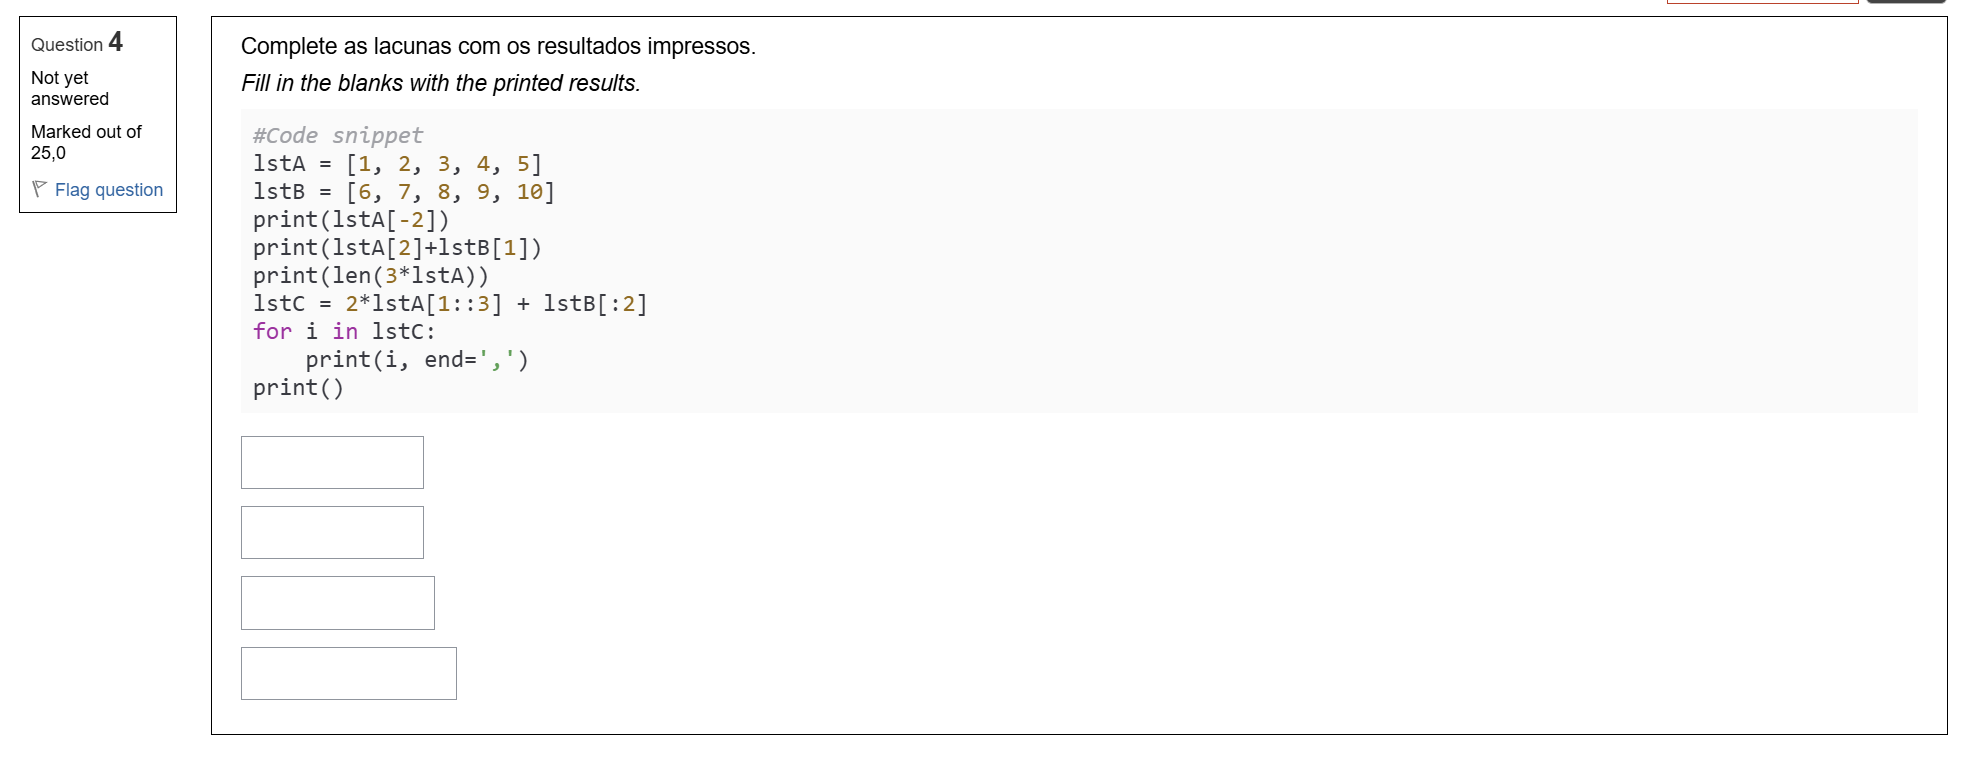 Question 4
Not yet
answered
Marked out of
25,0
Flag question
Complete as lacunas com os resultados impressos.
Fill in the blanks with the printed results.
#Code snippet
lstA = [1, 2, 3, 4, 5]
lstB = [6, 7, 8, 9, 10]
print(lstA[-2])
print(lstA[2]+lstB[1])
print(len(3*lstA))
lstC = 2*lstA[1::3] + lstB[:2]
for i in lstC:
    print(i, end=',')
print()